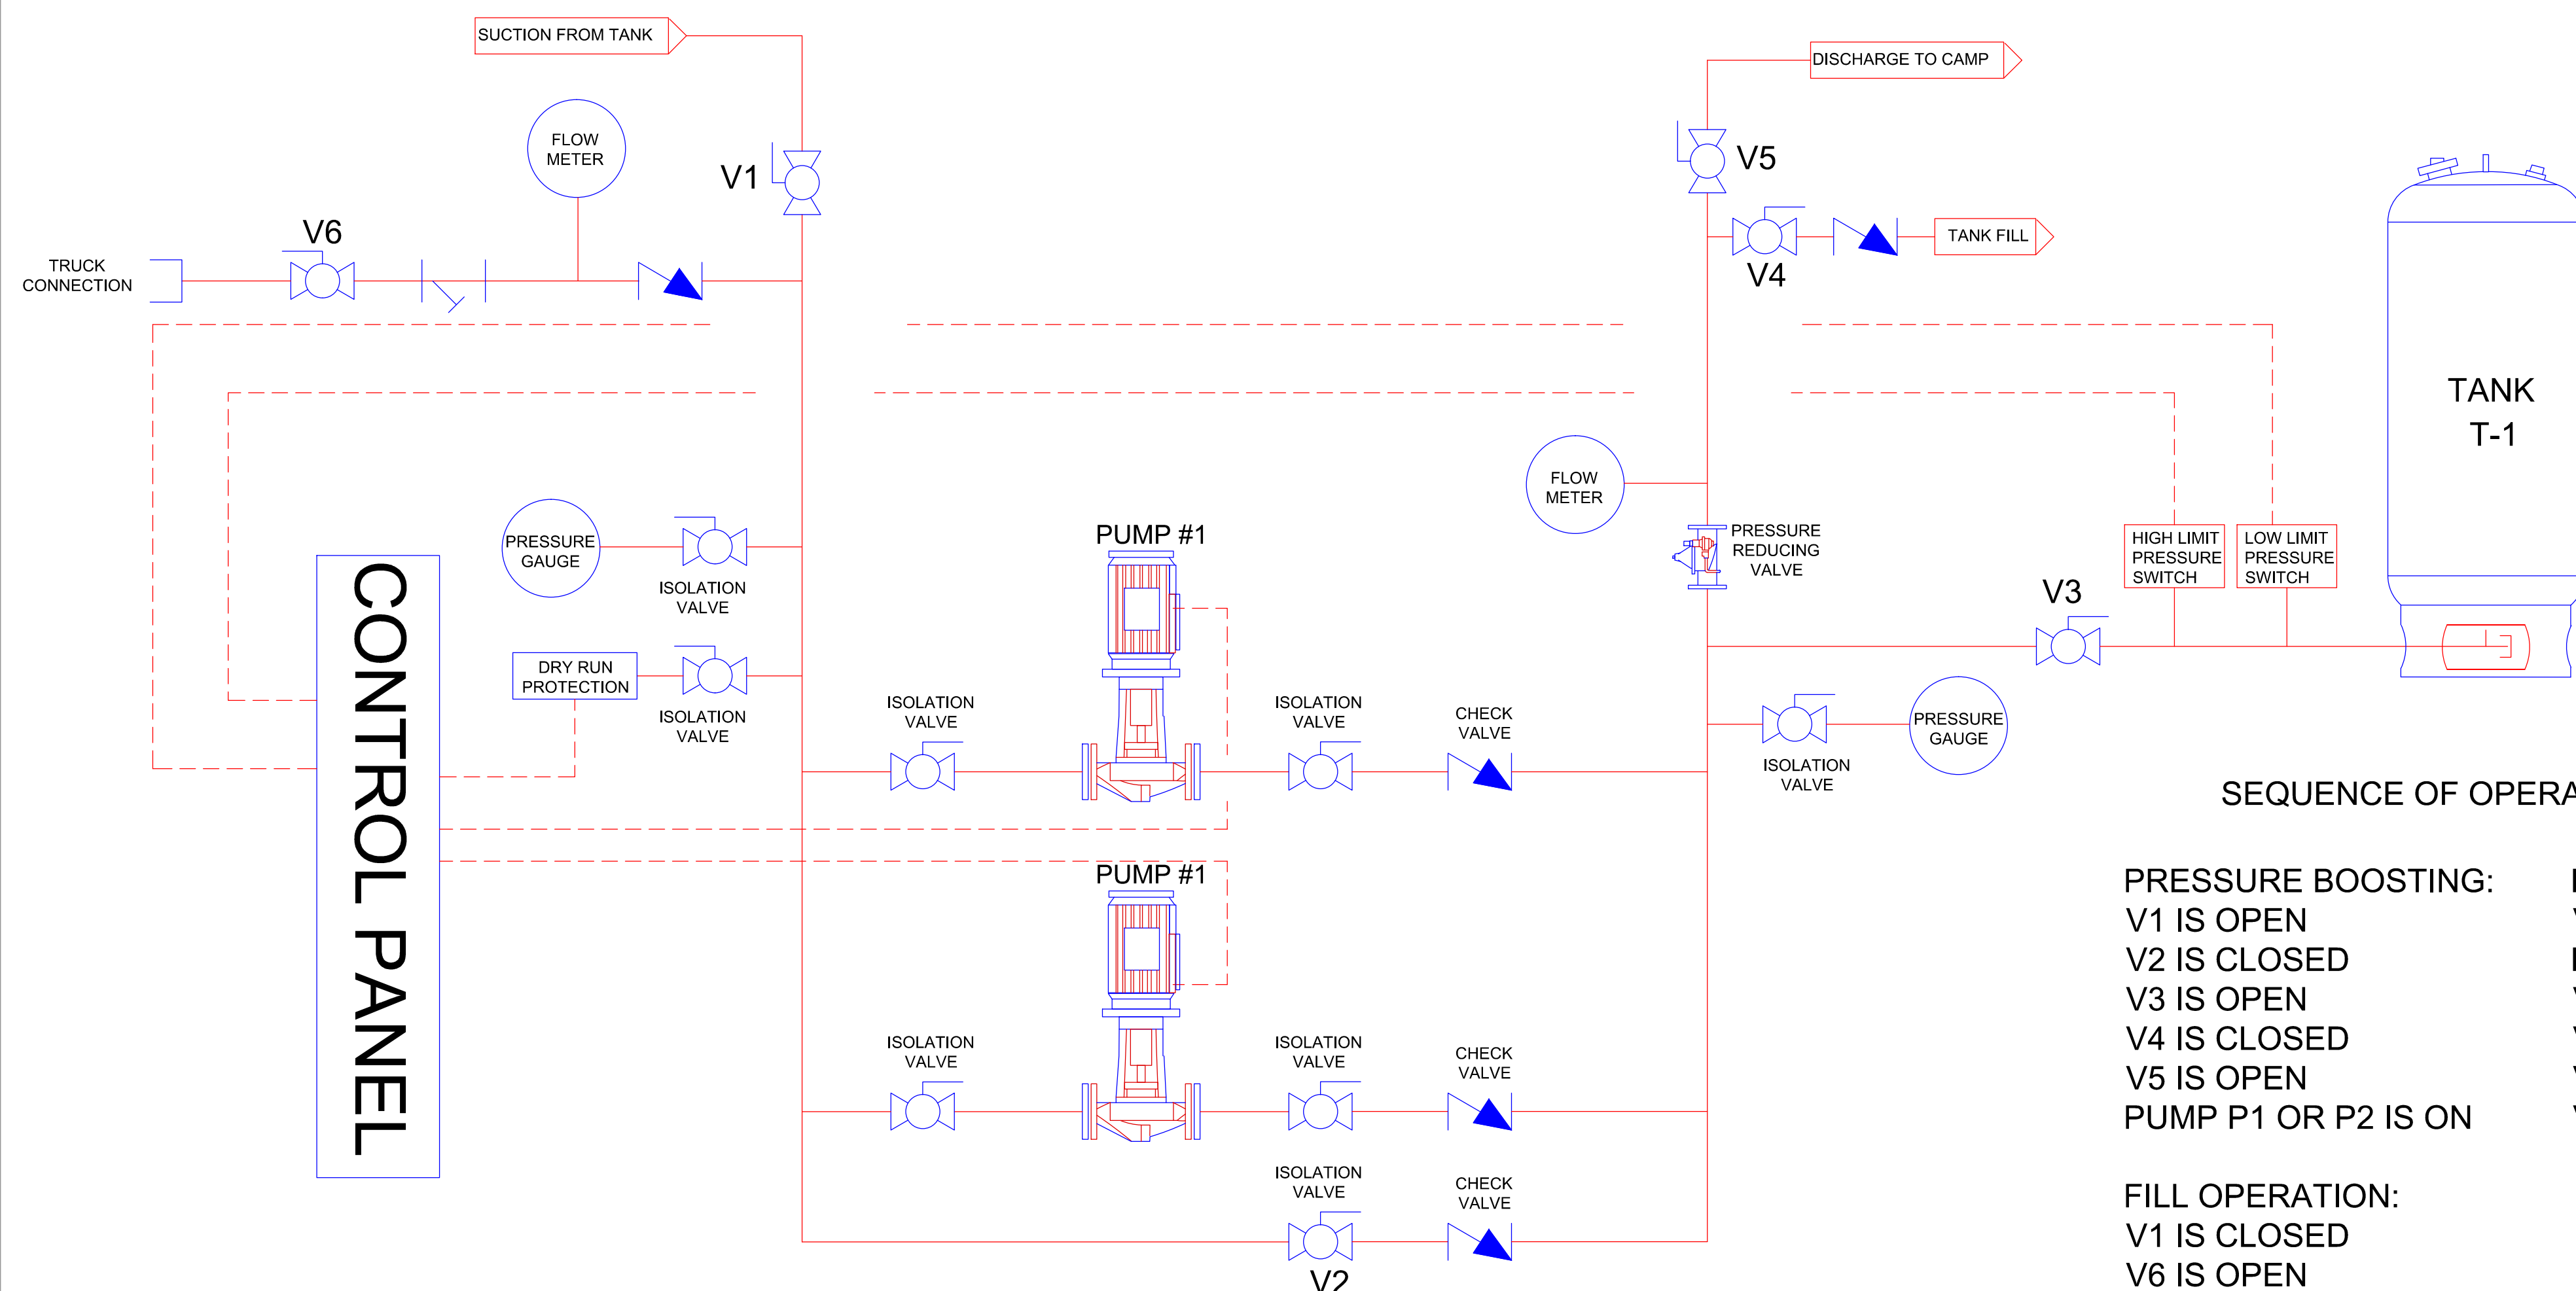 SUCTION FROM TANK
DISCHARGE TO CAMP
FLOW
METER
V1
V5
V6
TANK FILL
TRUCK
CONNECTION
V4
TANK
T-1
FLOW
METER
PRESSURE
GAUGE
ISOLATION
VALVE
PUMP #1
PRESSURE
REDUCING
VALVE
HIGH LIMIT
PRESSURE
SWITCH
LOW LIMIT
PRESSURE
SWITCH
V3
CONTROL PANEL
DRY RUN
PROTECTION
ISOLATION
VALVE
ISOLATION
VALVE
ISOLATION
VALVE
CHECK
VALVE
ISOLATION
VALVE
PRESSURE
GAUGE
PUMP #1
ISOLATION
VALVE
ISOLATION
VALVE
CHECK
VALVE
ISOLATION
VALVE
CHECK
VALVE
V2
SEQUENCE OF OPERA
PRESSURE BOOSTING:
V1 IS OPEN
V2 IS CLOSED
V3 IS OPEN
V4 IS CLOSED
V5 IS OPEN
PUMP P1 OR P2 IS ON
FILL OPERATION:
V1 IS CLOSED
V6 IS OPEN